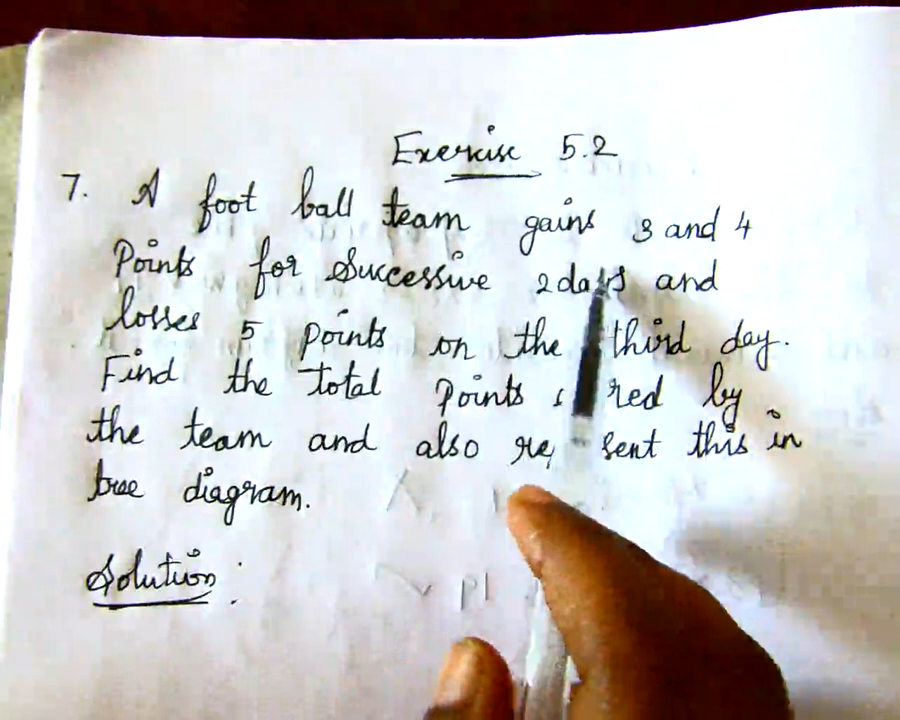 Exercise 5.2
7. A foot ball team gains 3 and 4
Points for Successive 2 days and
losses 5 points on the third day.
Find the total points by
the team and also this in
tree diagram.
Solution :